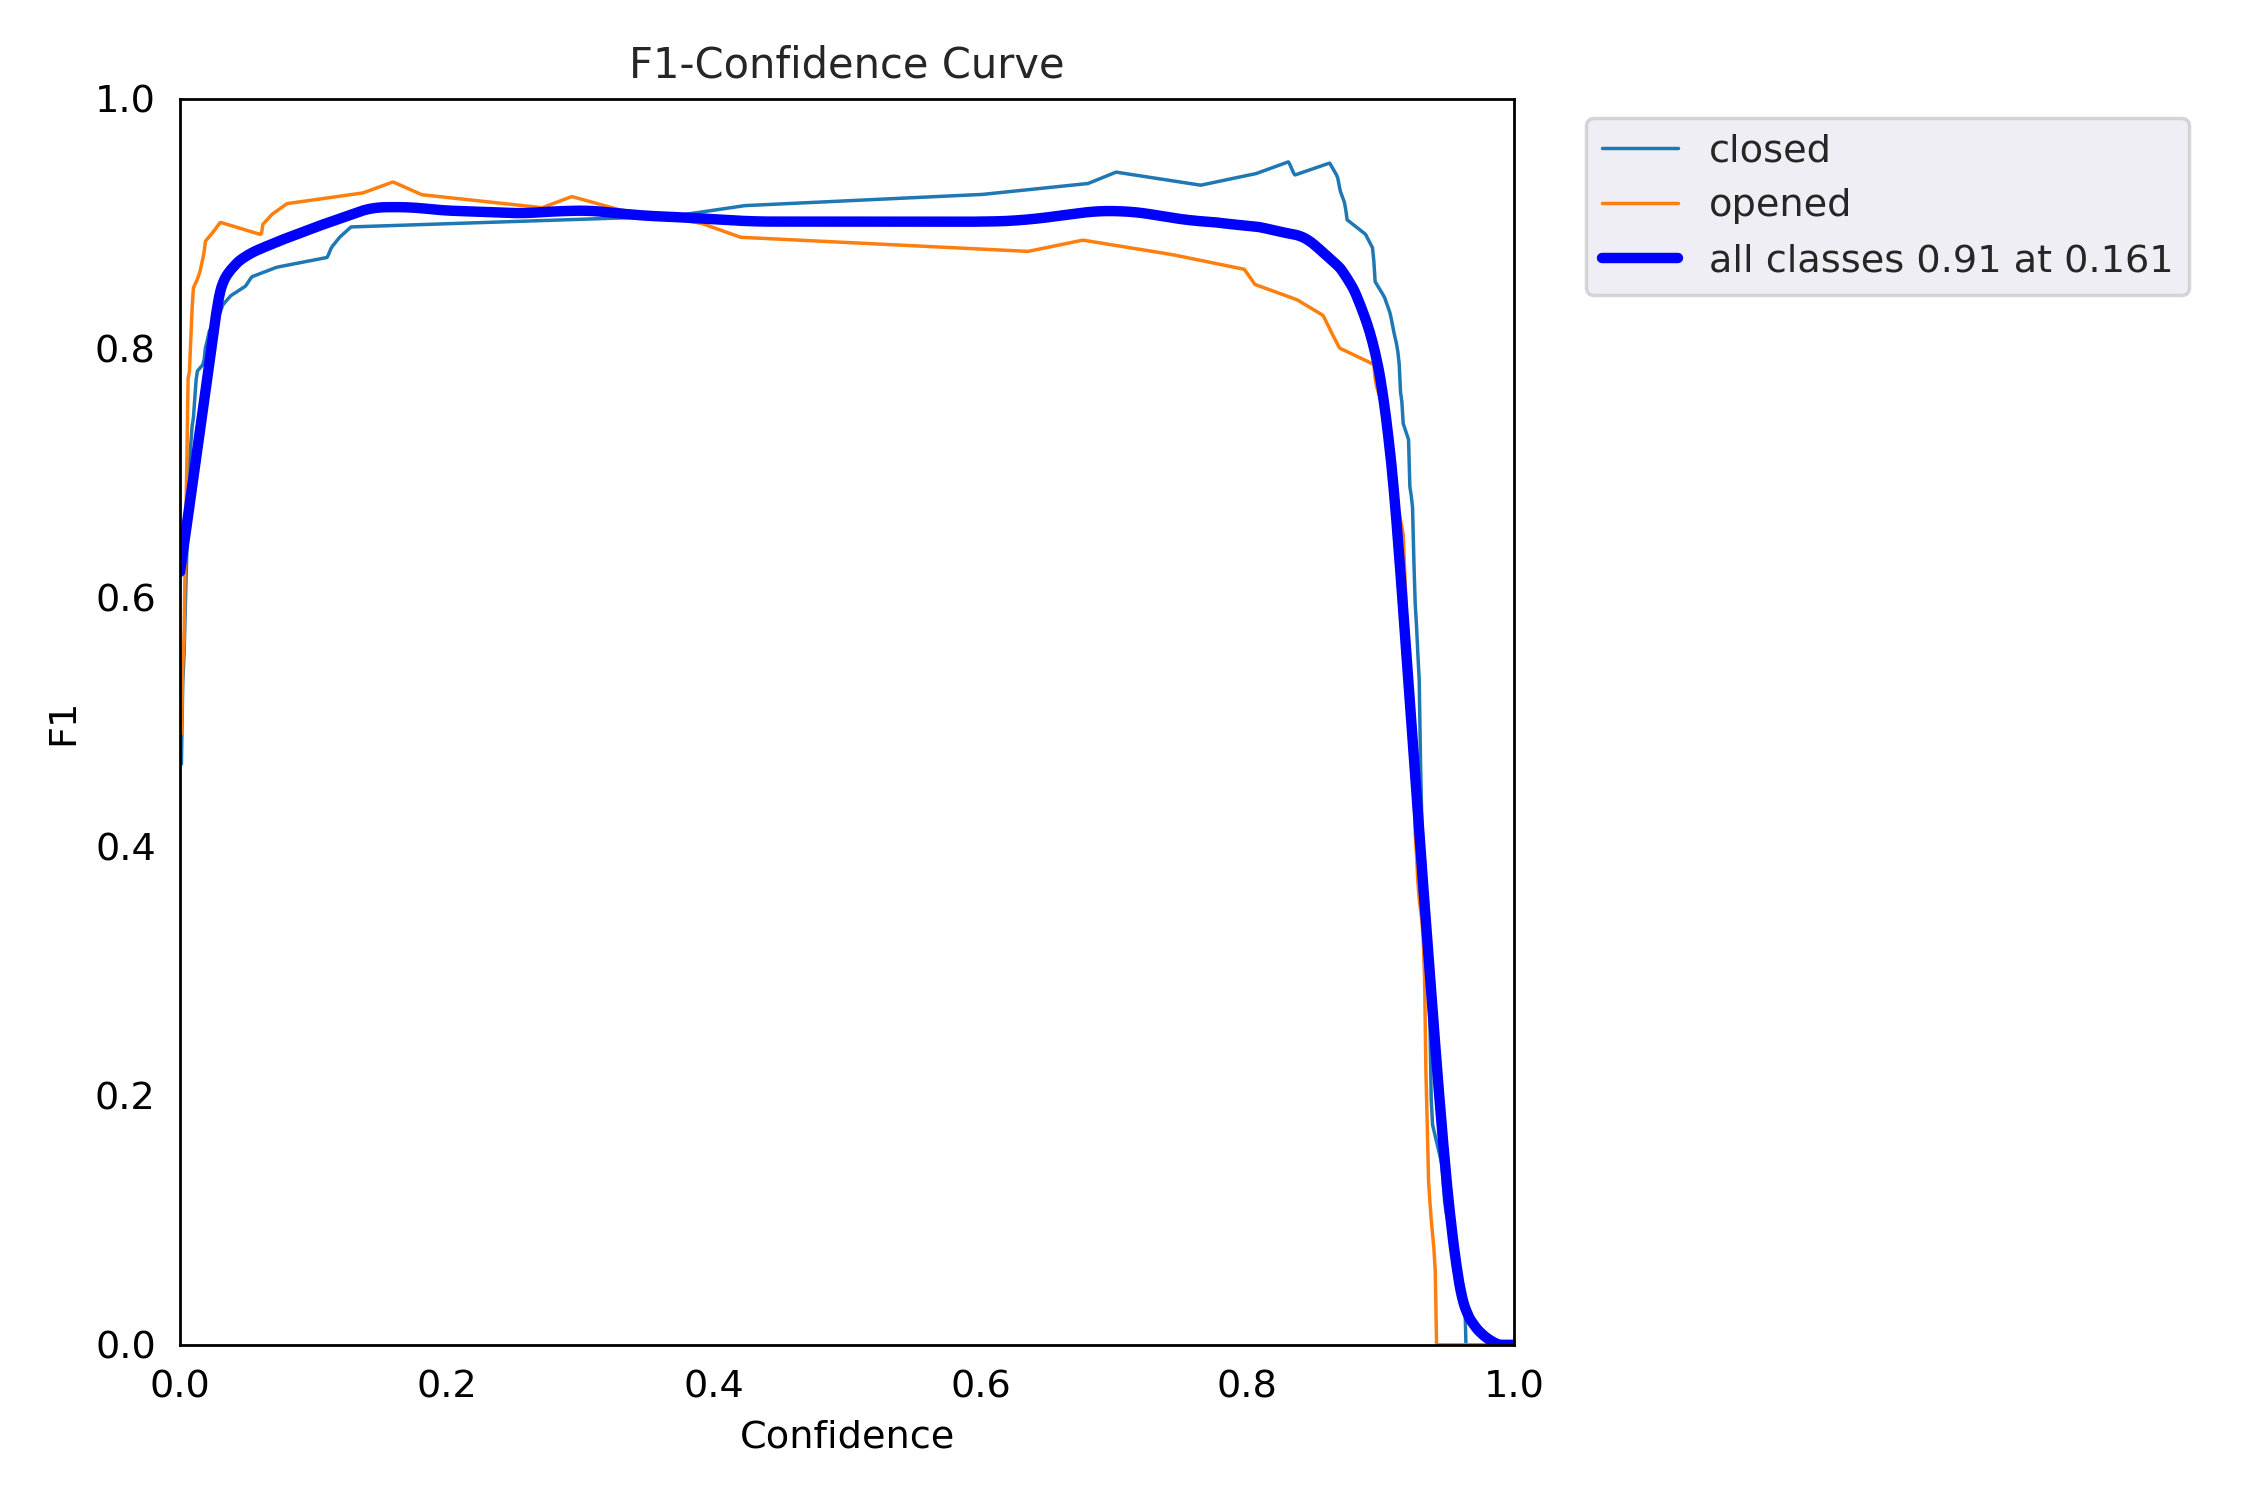 F1-Confidence Curve
closed
opened
all classes 0.91 at 0.161
1.0
0.8
0.6
0.4
0.2
0.0
F1
0.0 0.2 0.4 0.6 0.8 1.0
Confidence